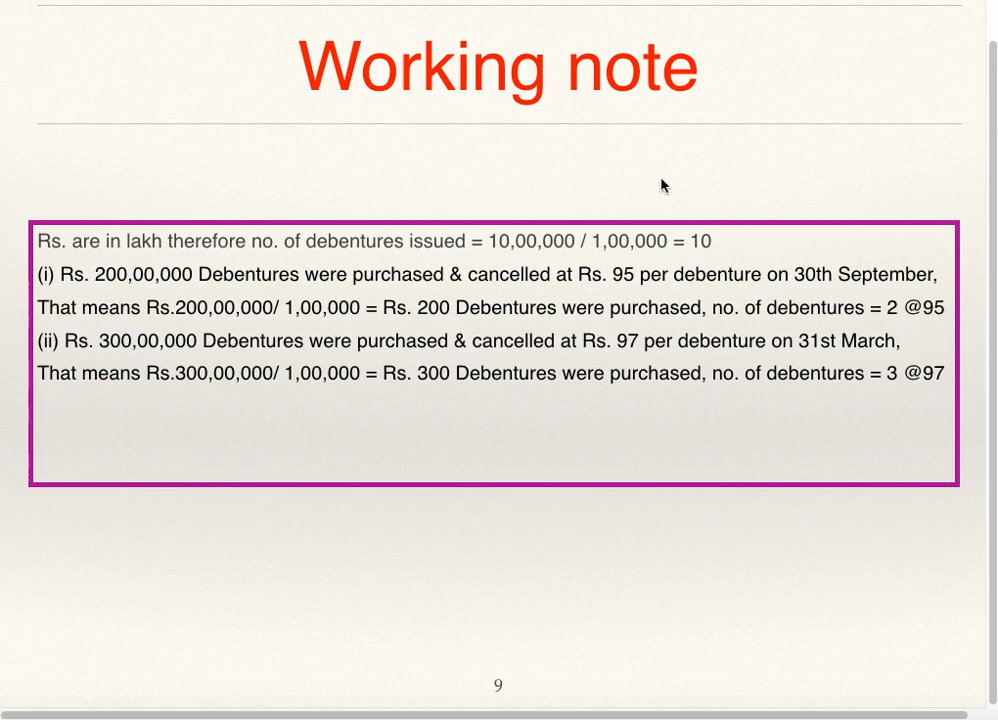 Working note
Rs. are in lakh therefore no. of debentures issued = 10,00,000 / 1,00,000 = 10
(i) Rs. 200,00,000 Debentures were purchased & cancelled at Rs. 95 per debenture on 30th September,
That means Rs.200,00,000/ 1,00,000 = Rs. 200 Debentures were purchased, no. of debentures = 2 @95
(ii) Rs. 300,00,000 Debentures were purchased & cancelled at Rs. 97 per debenture on 31st March,
That means Rs.300,00,000/ 1,00,000 = Rs. 300 Debentures were purchased, no. of debentures = 3 @97
9